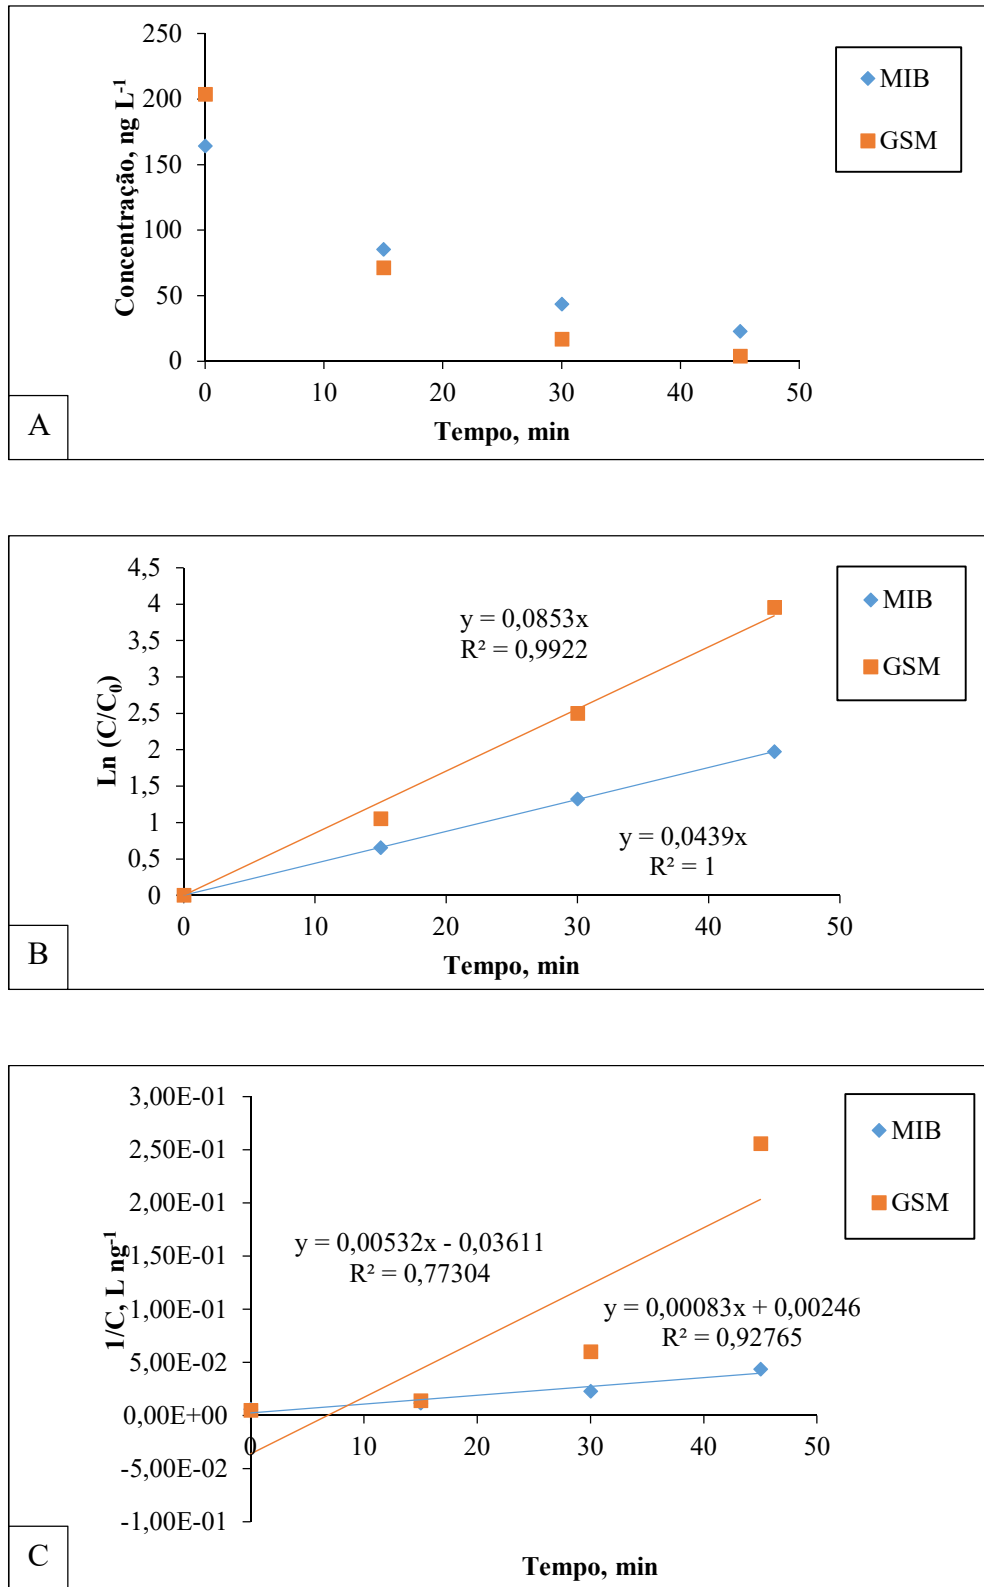 250
200
150
100
50
0
Concentração, ng L⁻¹
0 10 20 30 40 50
Tempo, min
MIB
GSM
A
4,5
4
3,5
3
2,5
2
1,5
1
0,5
0
Ln (C/C₀)
y = 0,0853x
R² = 0,9922
y = 0,0439x
R² = 1
0 10 20 30 40 50
Tempo, min
MIB
GSM
B
3,00E-01
2,50E-01
2,00E-01
1,50E-01
1,00E-01
5,00E-02
0,00E+00
-5,00E-02
-1,00E-01
1/C, L ng⁻¹
y = 0,00532x - 0,03611
R² = 0,77304
y = 0,00083x + 0,00246
R² = 0,92765
0 10 20 30 40 50
Tempo, min
MIB
GSM
C